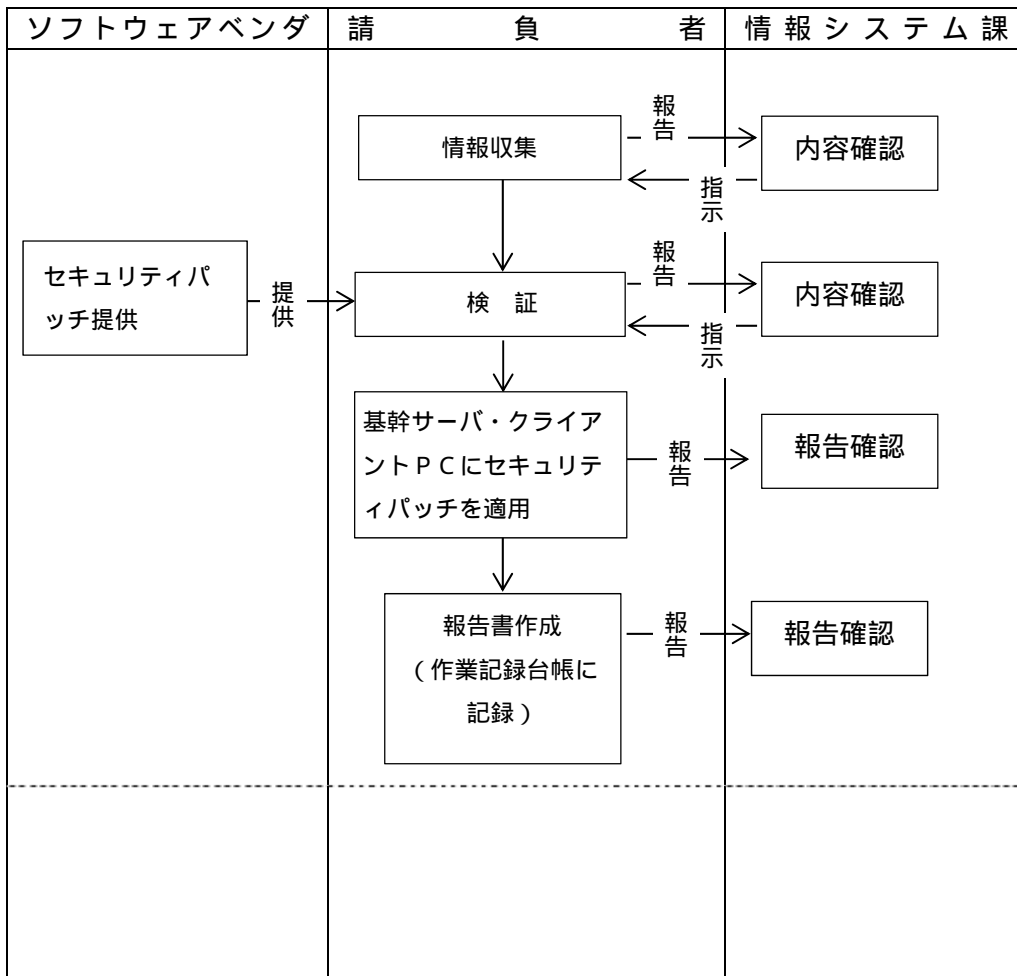 ソフトウェアベンダ
請負者
情報システム課
情報収集
報告
内容確認
指示
セキュリティパ
ッチ提供
提供
検 証
報告
内容確認
指示
基幹サーバ・クライア
ントＰＣにセキュリテ
ィパッチを適用
報告
報告確認
報告書作成
（作業記録台帳に
記録）
報告
報告確認